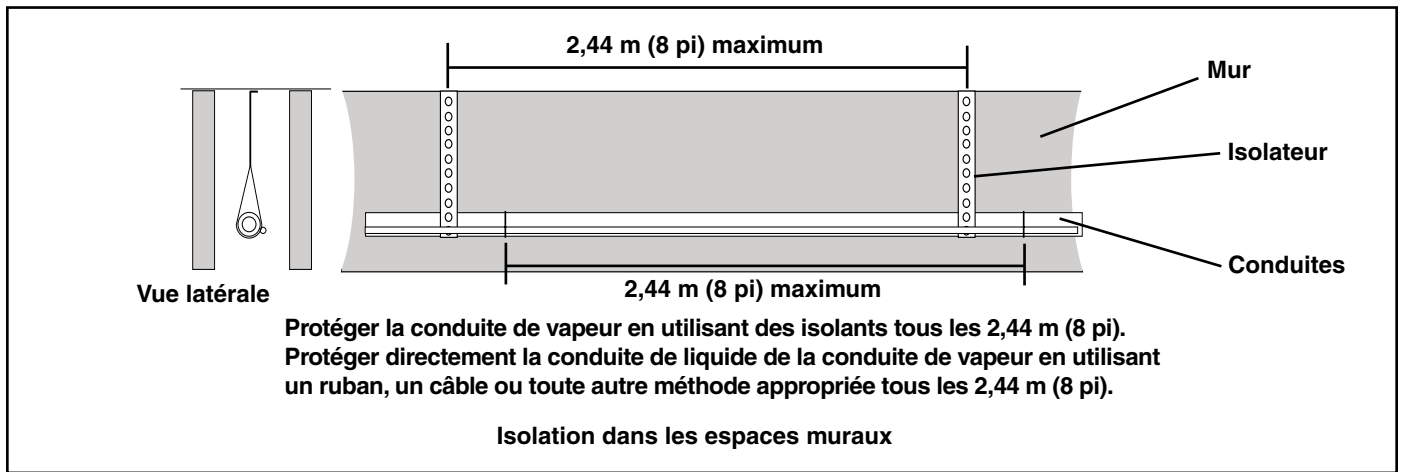 2,44 m (8 pi) maximum
Mur
Isolateur
Conduites
Vue latérale
2,44 m (8 pi) maximum
Protéger la conduite de vapeur en utilisant des isolants tous les 2,44 m (8 pi).
Protéger directement la conduite de liquide de la conduite de vapeur en utilisant
un ruban, un câble ou toute autre méthode appropriée tous les 2,44 m (8 pi).
Isolation dans les espaces muraux